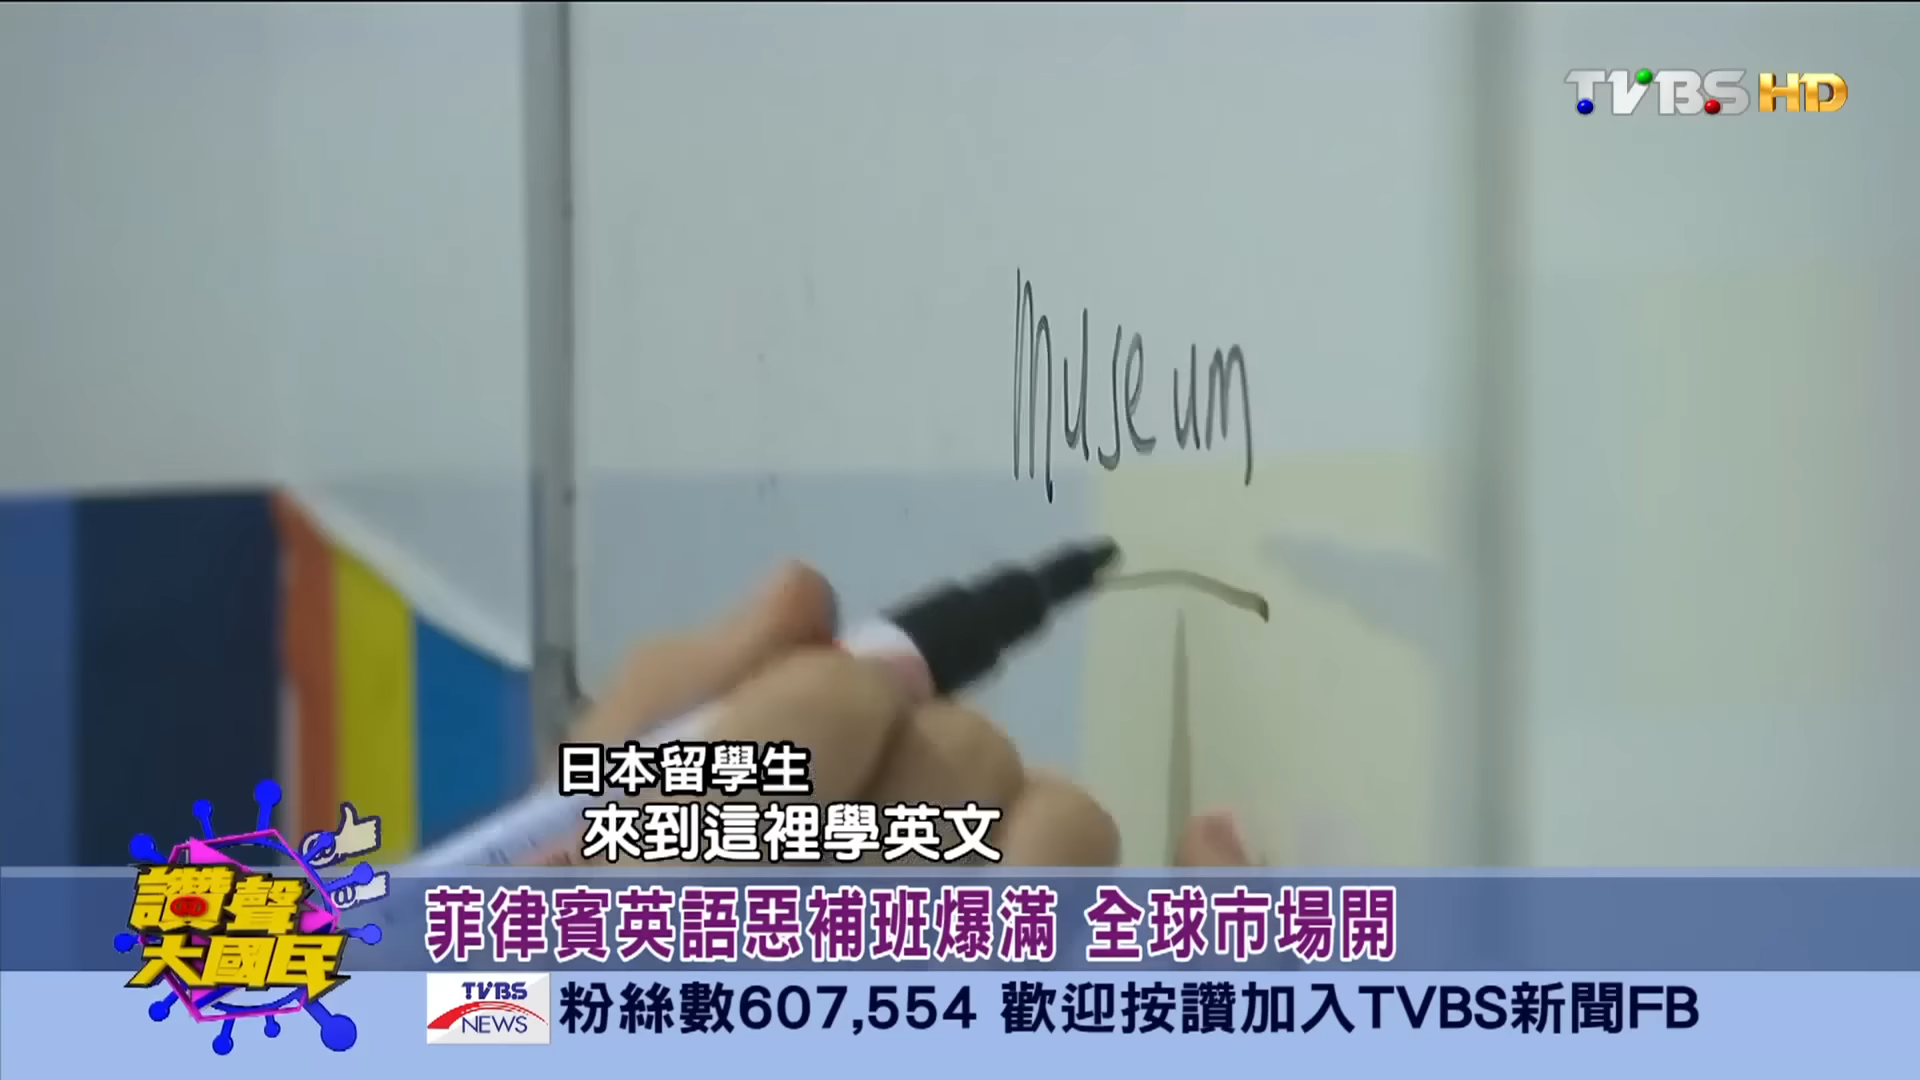 TVBS HD
Museum
日本留學生
來到這裡學英文
讚聲
大國民
菲律賓英語惡補班爆滿 全球市場開
TVBS
NEWS
粉絲數607,554 歡迎按讚加入TVBS新聞FB